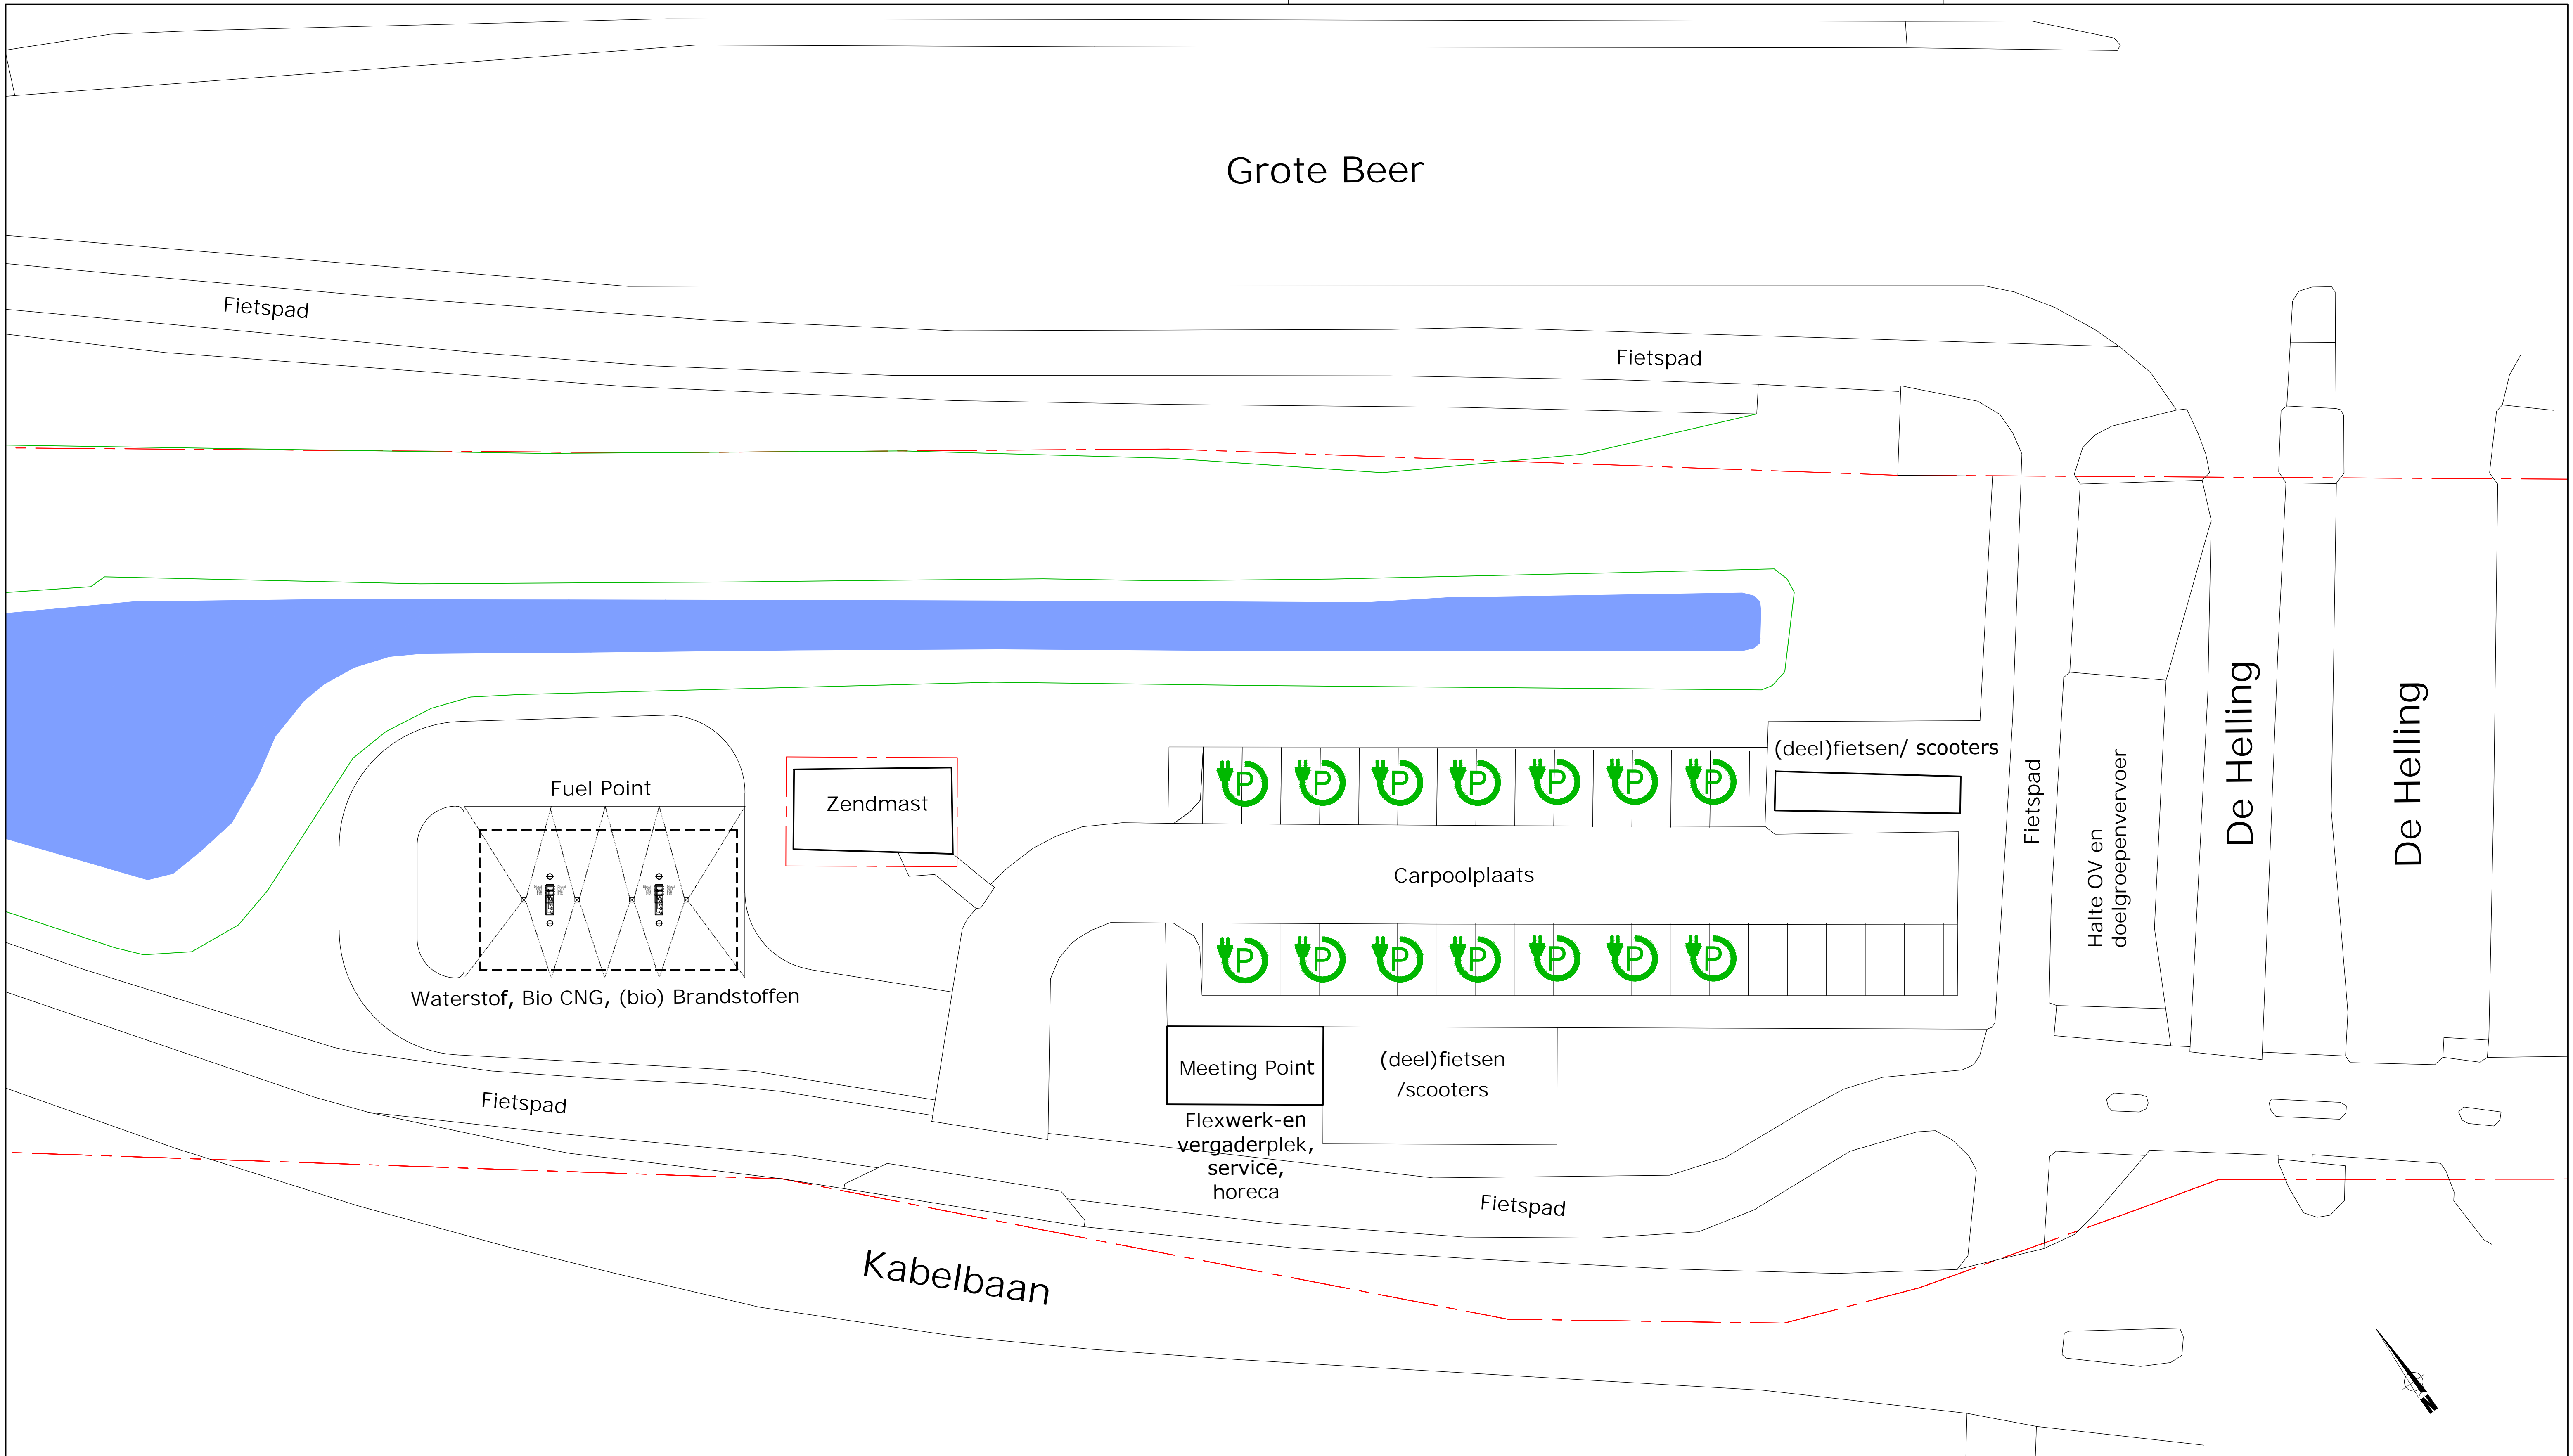 Grote Beer
Fietspad
Fietspad
De Helling
De Helling
(deel)fietsen/ scooters
P P P P P P P
Fuel Point
Zendmast
Fietspad
Halte OV en
doelgroepenvervoer
Carpoolplaats
P P P P P P P
Waterstof, Bio CNG, (bio) Brandstoffen
Meeting Point
(deel)fietsen
/scooters
Fietspad
Flexwerk-en
vergaderplek,
service,
horeca
Fietspad
Kabelbaan
N